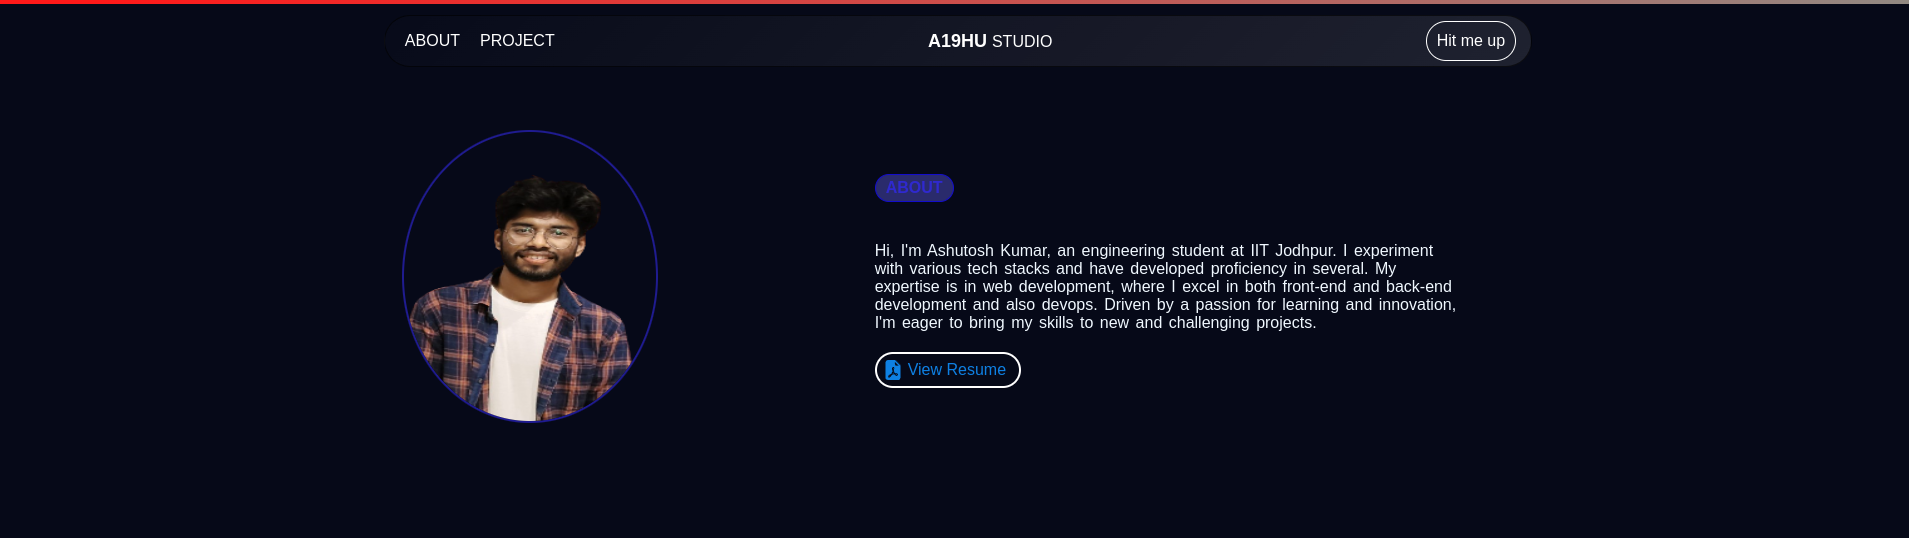 ABOUT PROJECT A19HU STUDIO Hit me up
ABOUT
Hi, I'm Ashutosh Kumar, an engineering student at IIT Jodhpur. I experiment
with various tech stacks and have developed proficiency in several. My
expertise is in web development, where I excel in both front-end and back-end
development and also devops. Driven by a passion for learning and innovation,
I'm eager to bring my skills to new and challenging projects.
View Resume